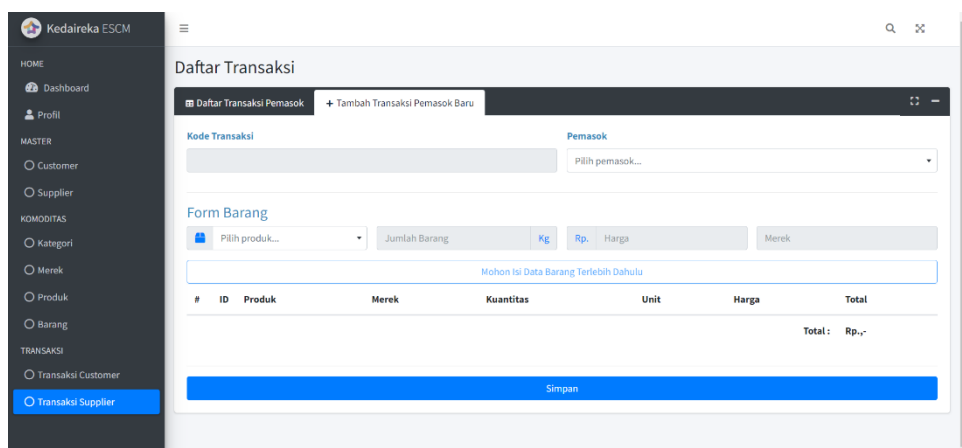 Kedaireka ESCM
HOME
Dashboard
Profil
MASTER
Customer
Supplier
KOMODITAS
Kategori
Merek
Produk
Barang
TRANSAKSI
Transaksi Customer
Transaksi Supplier
Daftar Transaksi
Daftar Transaksi Pemasok + Tambah Transaksi Pemasok Baru
Kode Transaksi Pemasok
Pilih pemasok...
Form Barang
Pilih produk... Jumlah Barang Kg Rp. Harga Merek
Mohon Isi Data Barang Terlebih Dahulu
# ID Produk Merek Kuantitas Unit Harga Total
Total : Rp.,-
Simpan